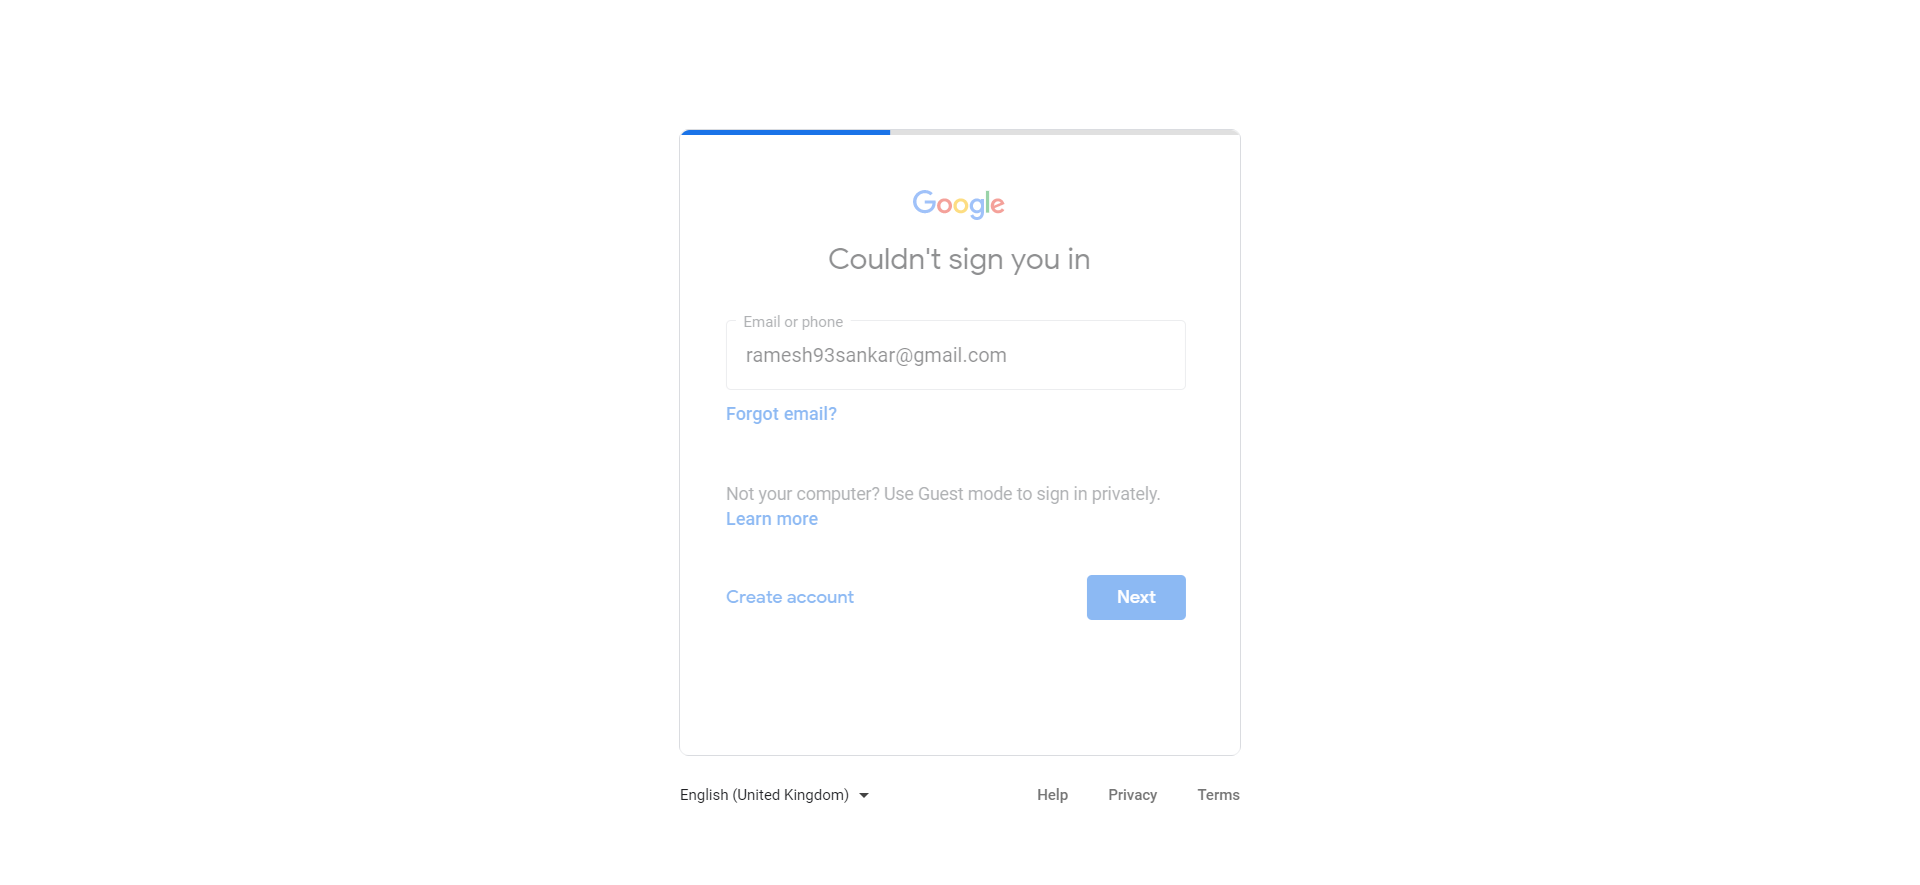 Google
Couldn't sign you in
Email or phone
ramesh93sankar@gmail.com
Forgot email?
Not your computer? Use Guest mode to sign in privately.
Learn more
Create account
Next
English (United Kingdom)
Help
Privacy
Terms